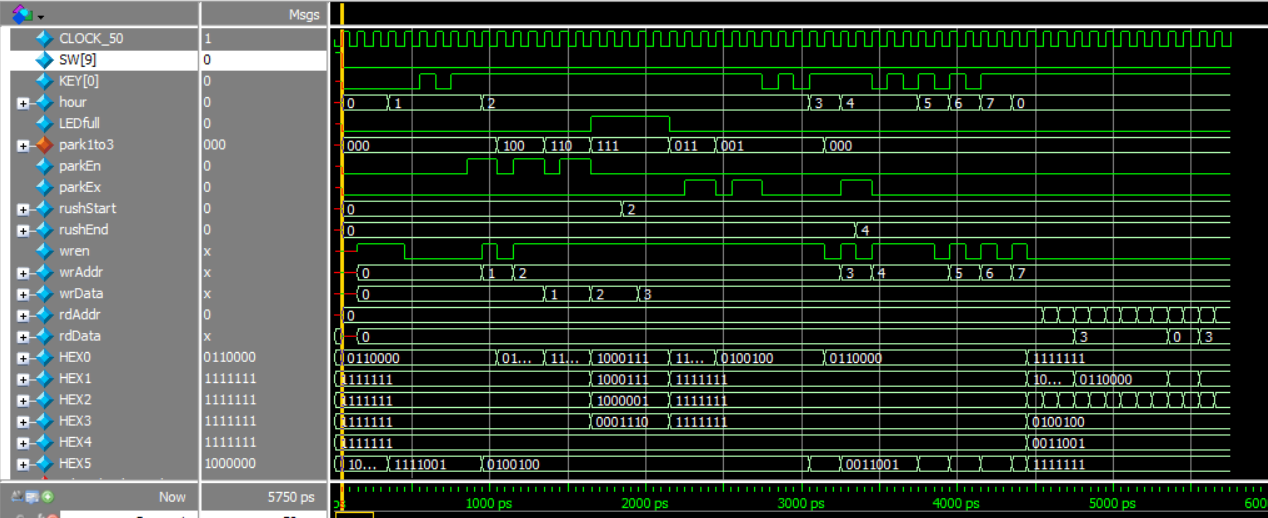 Msgs
CLOCK_50 1
SW[9] 0
KEY[0] 0
hour 0 0 1 2 3 4 5 6 7 0
LEDfull 0
park1to3 000 000 100 110 111 011 001 000
parkEn 0
parkEx 0
rushStart 0 0 2
rushEnd 0 0 4
wren x
wrAddr x 0 1 2 3 4 5 6 7
wrData x 0 1 2 3
rdAddr 0 0
rdData x 0 3 0 3
HEX0 0110000 0110000 01... 11... 1000111 11... 0100100 0110000 1111111
HEX1 1111111 1111111 1000111 1111111 10... 0110000
HEX2 1111111 1111111 1000001 1111111
HEX3 1111111 1111111 0001110 1111111 0100100
HEX4 1111111 1111111 0011001
HEX5 1000000 10... 1111001 0100100 0011001 1111111
Now 5750 ps 1000 ps 2000 ps 3000 ps 4000 ps 5000 ps